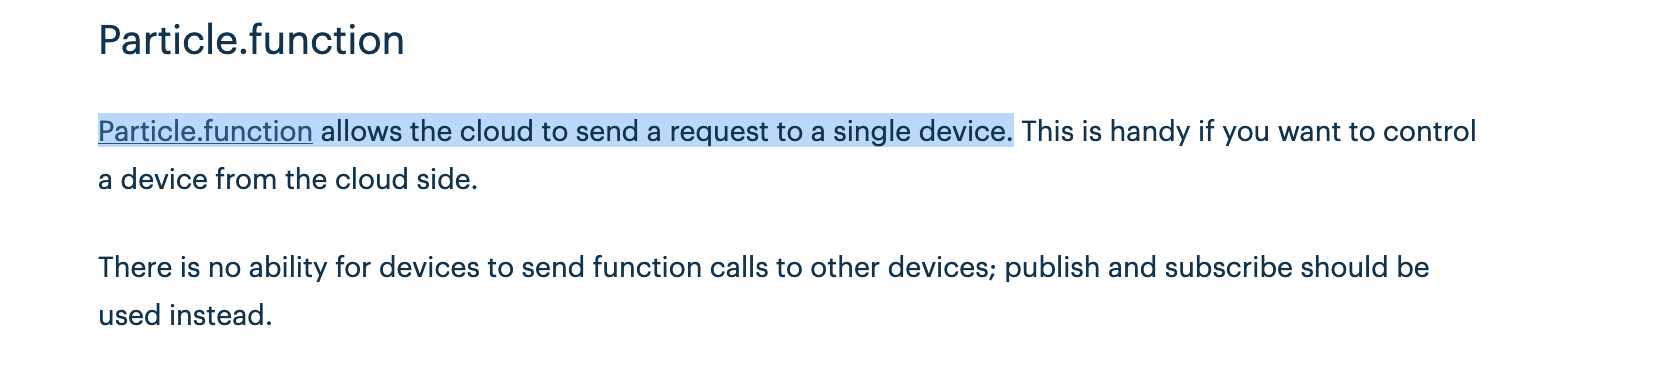 Particle.function
Particle.function allows the cloud to send a request to a single device. This is handy if you want to control
a device from the cloud side.
There is no ability for devices to send function calls to other devices; publish and subscribe should be
used instead.